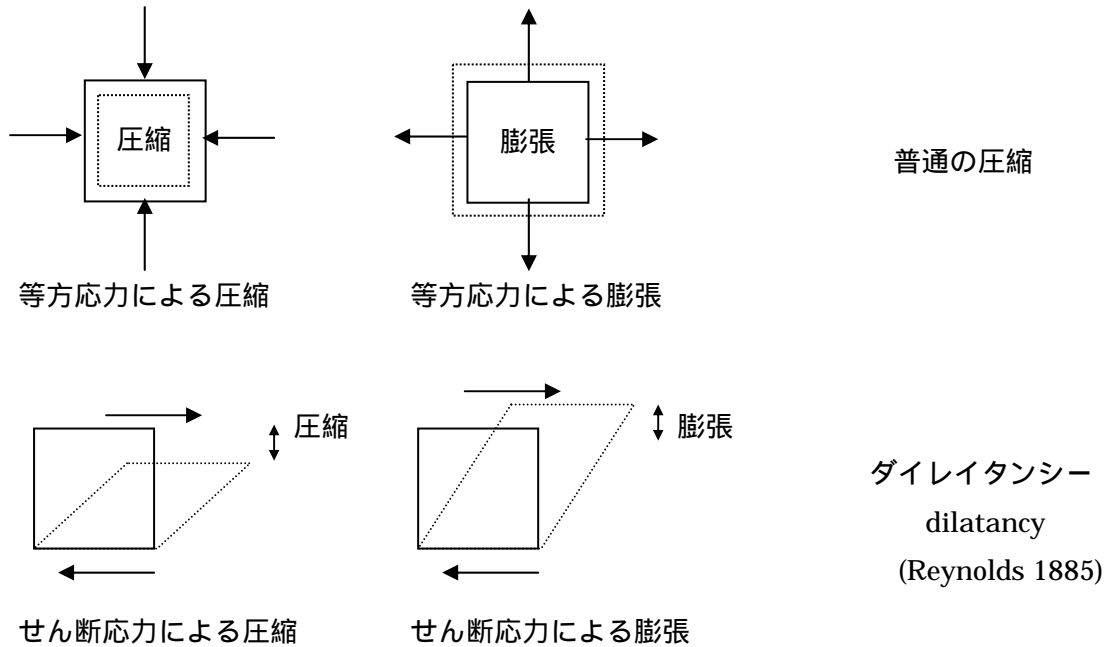 圧縮
膨張
普通の圧縮
等方応力による圧縮
等方応力による膨張
圧縮
膨張
ダイレイタンシー
dilatancy
(Reynolds 1885)
せん断応力による圧縮
せん断応力による膨張